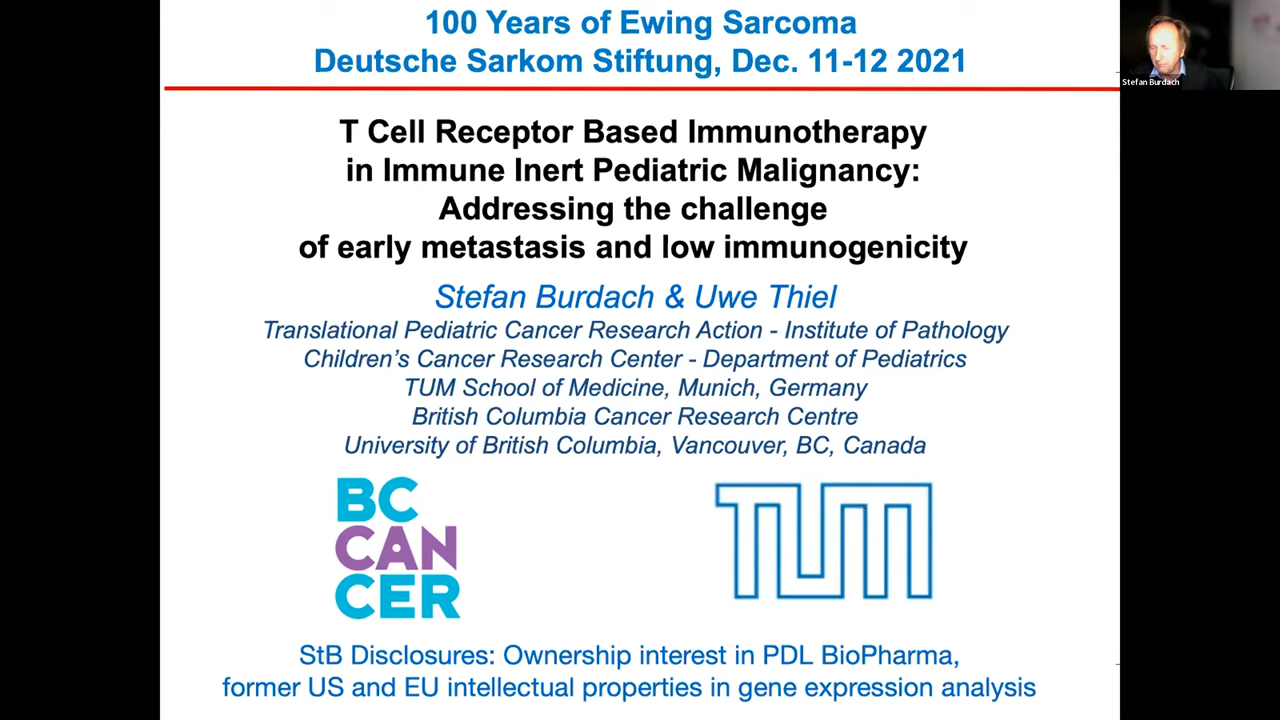 100 Years of Ewing Sarcoma
Deutsche Sarkom Stiftung, Dec. 11-12 2021
Stefan Burdach
T Cell Receptor Based Immunotherapy
in Immune Inert Pediatric Malignancy:
Addressing the challenge
of early metastasis and low immunogenicity
Stefan Burdach & Uwe Thiel
Translational Pediatric Cancer Research Action - Institute of Pathology
Children’s Cancer Research Center - Department of Pediatrics
TUM School of Medicine, Munich, Germany
British Columbia Cancer Research Centre
University of British Columbia, Vancouver, BC, Canada
BC
CAN
CER
TUM
StB Disclosures: Ownership interest in PDL BioPharma,
former US and EU intellectual properties in gene expression analysis